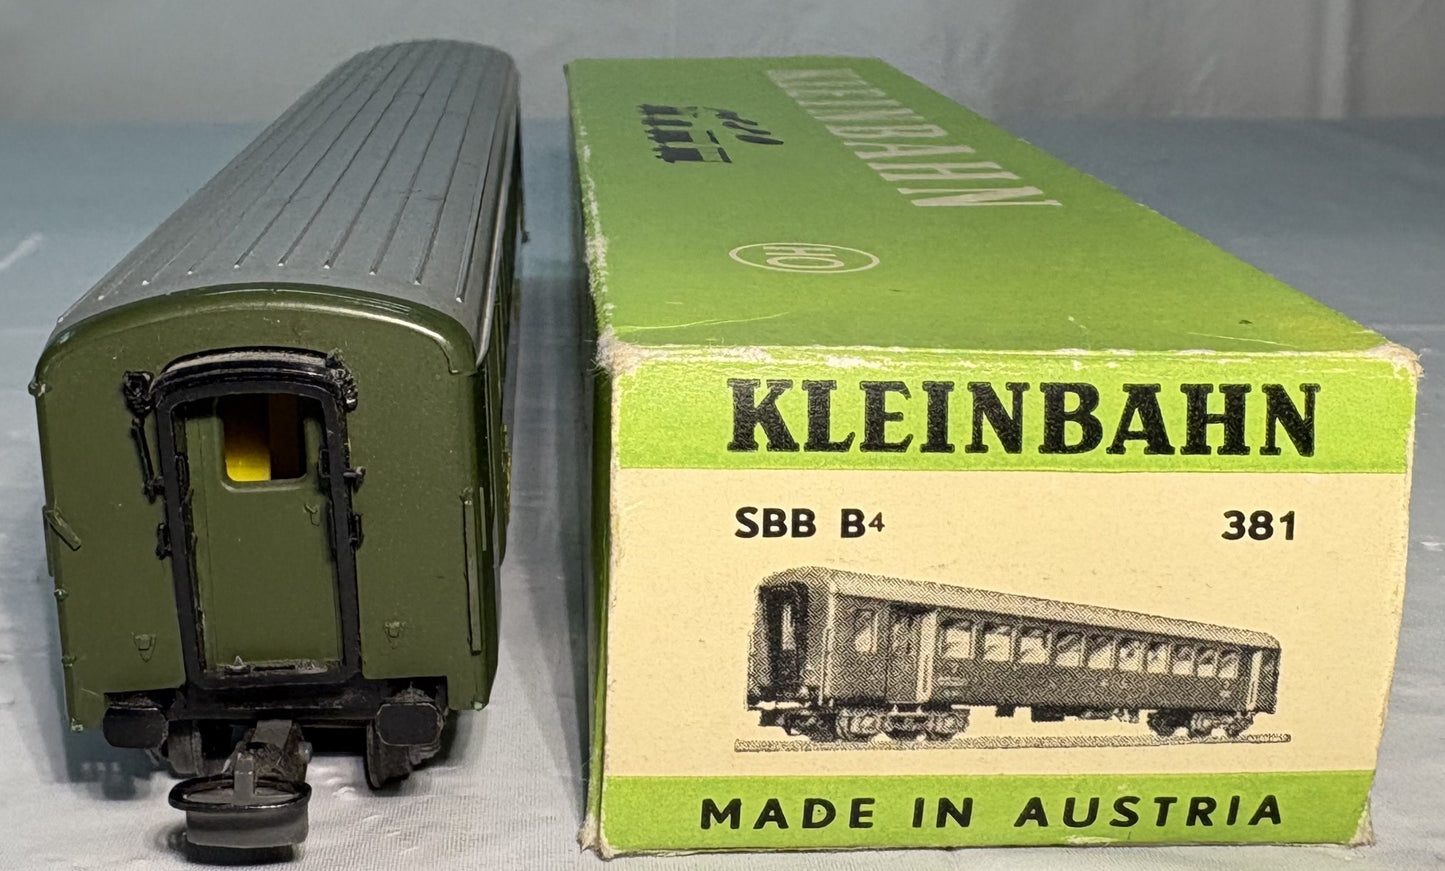 KLEINBAHN
HO
KLEINBAHN
SBB B4 381
MADE IN AUSTRIA